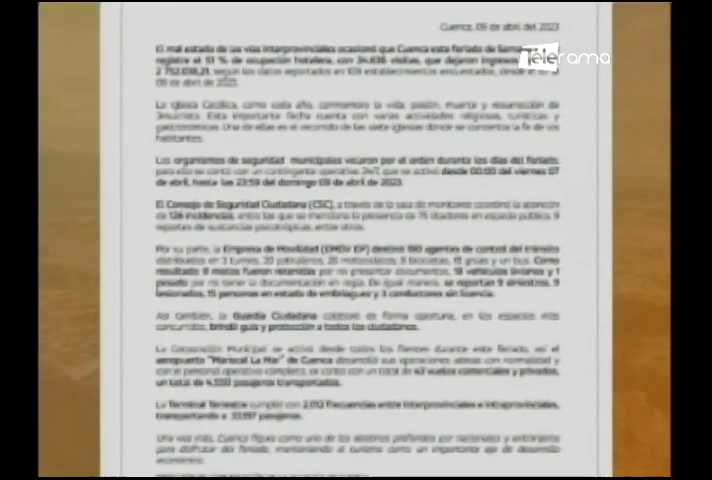 Cuenca, 09 de abril del 2023
Telerama
El mal estado de las vías interprovinciales ocasionó que Cuenca este feriado de
registre el 53 % de ocupación hotelera, con 34.636 visitas, que dejaron ingresos
2'752.038,21, según los datos reportados en 109 establecimientos encuestados, desde el
09 de abril de 2023.
La Iglesia Católica, como cada año, conmemora la vida, pasión, muerte y resurrección de
Jesucristo. Esta importante fecha cuenta con varias actividades religiosas, turísticas y
gastronómicas. Una de ellas es el recorrido de las siete iglesias donde se concentra la fe de los
habitantes.
Los organismos de seguridad municipales velaron por el orden durante los días del feriado,
para ello se contó con un contingente operativo 24/7, que se activó desde 00:00 del viernes 07
de abril, hasta las 23:59 del domingo 09 de abril de 2023.
El Consejo de Seguridad Ciudadana (CSC), a través de la sala de monitoreo coordinó la atención
de 126 incidencias, entre las que se menciona la presencia de 75 libadores en espacio público, 9
reportes de sustancias psicotrópicas, entre otros.
Por su parte, la Empresa de Movilidad (EMOV EP) destinó 190 agentes de control del tránsito
distribuidos en 3 turnos, 20 patrulleros, 26 motocicletas, 6 bicicletas, 11 grúas y un bus. Como
resultado 9 motos fueron retenidas por no presentar documentos, 19 vehículos livianos y 1
pesado por no tener la documentación en regla. De igual manera, se reportan 9 siniestros, 9
lesionados, 15 personas en estado de embriaguez y 3 conductores sin licencia.
Así también, la Guardia Ciudadana colaboró de forma oportuna, en los espacios más
concurridos, brindó guía y protección a todos los ciudadanos.
La Corporación Municipal se activó desde todos los frentes durante este feriado, así el
aeropuerto "Mariscal La Mar" de Cuenca desarrolló sus operaciones aéreas con normalidad y
con el personal operativo completo, se contó con un total de 43 vuelos comerciales y privados,
un total de 4.550 pasajeros transportados.
La Terminal Terrestre cumplió con 2.012 frecuencias entre interprovinciales e intraprovinciales,
transportando a 33.197 pasajeros.
Una vez más, Cuenca figura como uno de los destinos preferidos por nacionales y extranjeros
para disfrutar del feriado, manteniendo al turismo como un importante eje de desarrollo
económico.